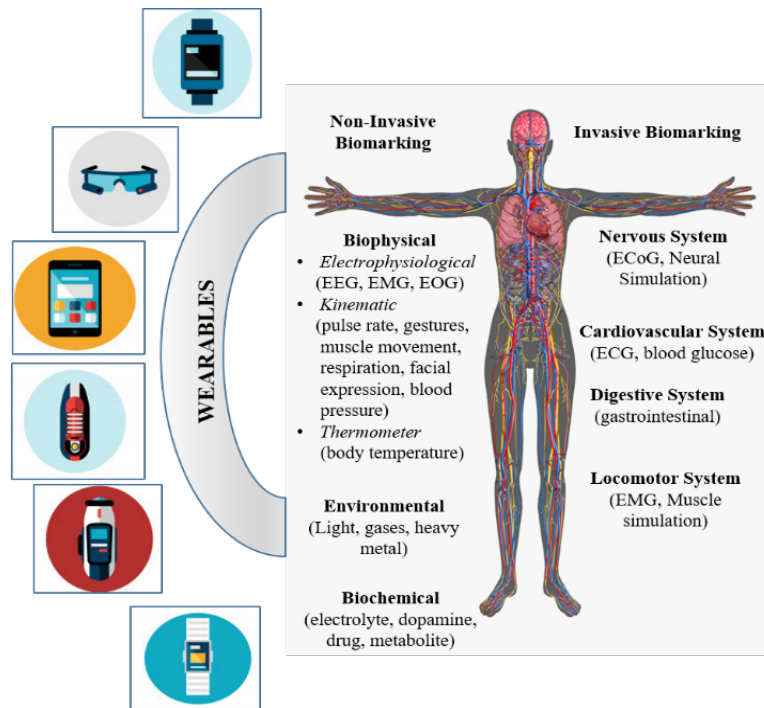 WEARABLES
Non-Invasive
Biomarking
Biophysical
• Electrophysiological
(EEG, EMG, EOG)
• Kinematic
(pulse rate, gestures,
muscle movement,
respiration, facial
expression, blood
pressure)
• Thermometer
(body temperature)
Environmental
(Light, gases, heavy
metal)
Biochemical
(electrolyte, dopamine,
drug, metabolite)
Invasive Biomarking
Nervous System
(ECoG, Neural
Simulation)
Cardiovascular System
(ECG, blood glucose)
Digestive System
(gastrointestinal)
Locomotor System
(EMG, Muscle
simulation)